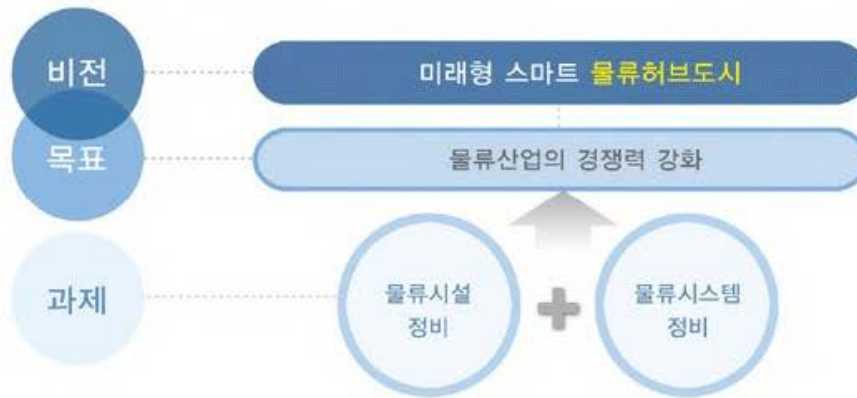 비전
미래형 스마트 물류허브도시
목표
물류산업의 경쟁력 강화
과제
물류시설
정비
물류시스템
정비